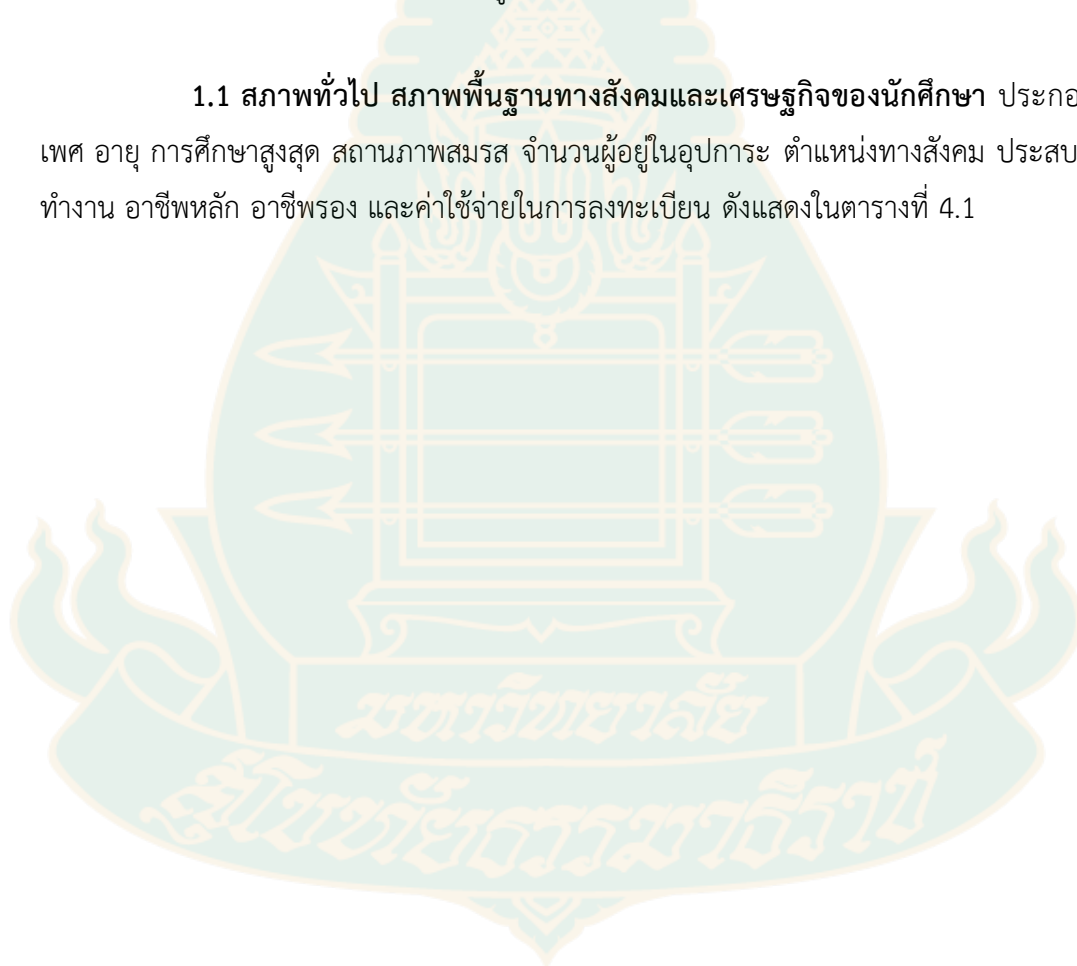 1.1 สภาพทั่วไป สภาพพื้นฐานทางสังคมและเศรษฐกิจของนักศึกษา ประกอ
เพศ อายุ การศึกษาสูงสุด สถานภาพสมรส จำนวนผู้อยู่ในอุปการะ ตำแหน่งทางสังคม ประสบ
ทำงาน อาชีพหลัก อาชีพรอง และค่าใช้จ่ายในการลงทะเบียน ดังแสดงในตารางที่ 4.1
มหาวิทยาลัย
สุโขทัยธรรมาธิราช